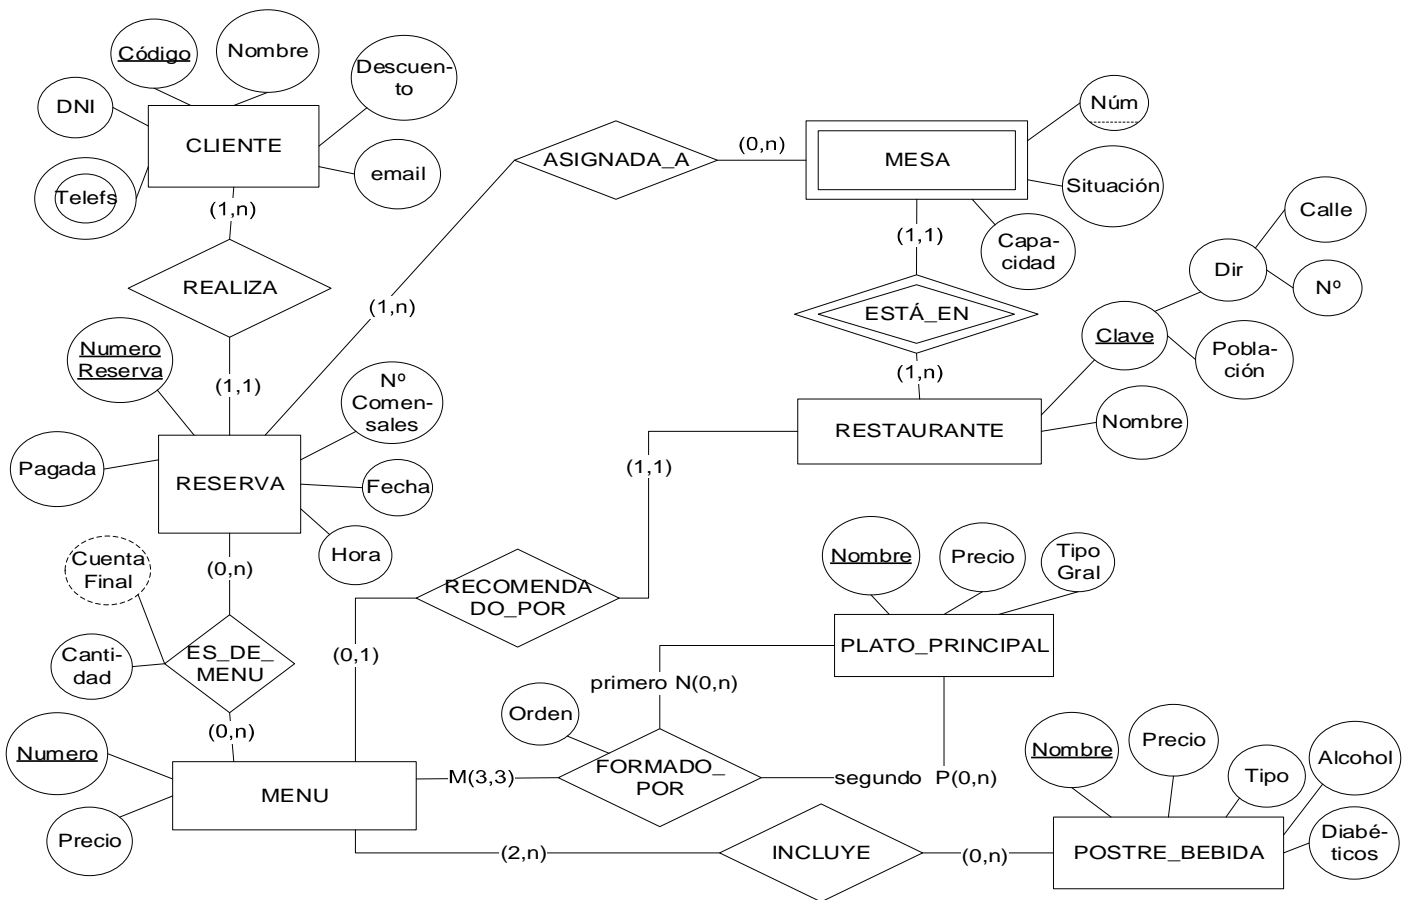 Código
Nombre
Descuen-
to
DNI
CLIENTE
Telefs
email
(1,n)
REALIZA
(1,1)
Numero
Reserva
Nº
Comen-
sales
Pagada
RESERVA
Fecha
Hora
(1,n)
ASIGNADA_A
(0,n)
MESA
Núm
Situación
Capa-
cidad
(1,1)
ESTÁ_EN
(1,n)
Calle
Dir
Nº
Clave
Pobla-
ción
RESTAURANTE
Nombre
(1,1)
RECOMENDA
DO_POR
(0,1)
(0,n)
Cuenta
Final
Canti-
dad
ES_DE_
MENU
(0,n)
Numero
MENU
Precio
Nombre
Precio
Tipo
Gral
PLATO_PRINCIPAL
primero N(0,n)
Orden
M(3,3)
FORMADO_
POR
segundo P(0,n)
(2,n)
INCLUYE
(0,n)
Nombre
Precio
Tipo
Alcohol
POSTRE_BEBIDA
Diabé-
ticos